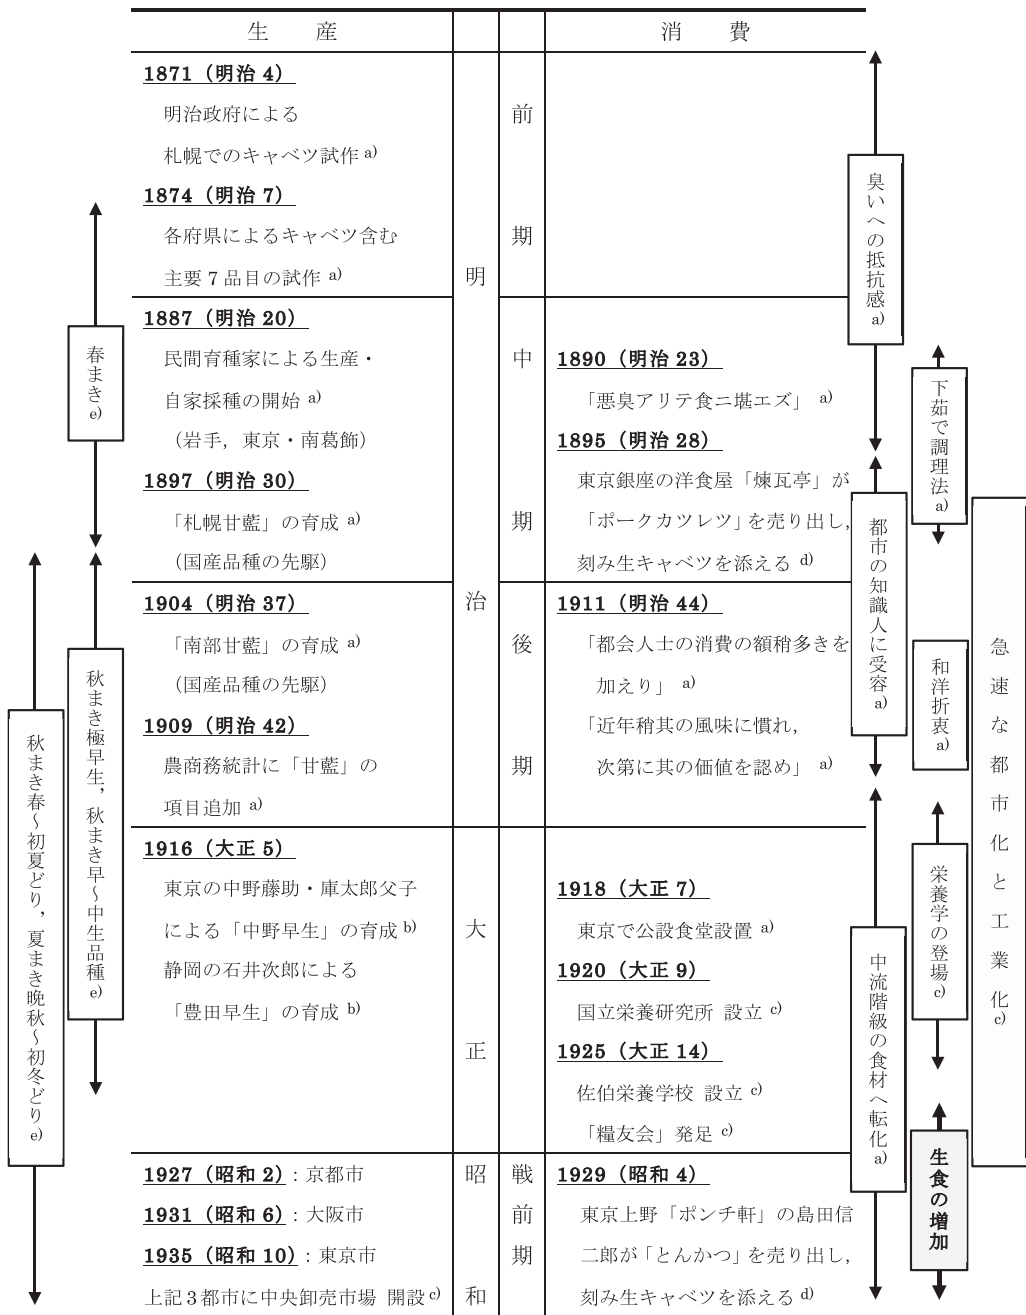 生　産
消　費
1871（明治 4）
明治政府による
札幌でのキャベツ試作 a)
1874（明治 7）
各府県によるキャベツ含む
主要 7 品目の試作 a)
1887（明治 20）
民間育種家による生産・
自家採種の開始 a)
（岩手，東京・南葛飾）
1897（明治 30）
「札幌甘藍」の育成 a)
（国産品種の先駆）
1904（明治 37）
「南部甘藍」の育成 a)
（国産品種の先駆）
1909（明治 42）
農商務統計に「甘藍」の
項目追加 a)
1916（大正 5）
東京の中野藤助・庫太郎父子
による「中野早生」の育成 b)
静岡の石井次郎による
「豊田早生」の育成 b)
1927（昭和 2）: 京都市
1931（昭和 6）: 大阪市
1935（昭和 10）: 東京市
上記 3 都市に中央卸売市場 開設 c)
明治
大正
昭和
前期
中期
後期
戦前期
1890（明治 23）
「悪臭アリテ食ニ堪エズ」 a)
1895（明治 28）
東京銀座の洋食屋「煉瓦亭」が
「ポークカツレツ」を売り出し，
刻み生キャベツを添える d)
1911（明治 44）
「都会人士の消費の額稍多きを
加えり」 a)
「近年稍其の風味に慣れ，
次第に其の価値を認め」 a)
1918（大正 7）
東京で公設食堂設置 a)
1920（大正 9）
国立栄養研究所 設立 c)
1925（大正 14）
佐伯栄養学校 設立 c)
「糧友会」発足 c)
1929（昭和 4）
東京上野「ポンチ軒」の島田信
二郎が「とんかつ」を売り出し，
刻み生キャベツを添える d)
春まき e)
秋まき極早生，秋まき早～中生品種 e)
秋まき春～初夏どり，夏まき晩秋～初冬どり e)
臭いへの抵抗感 a)
都市の知識人に受容 a)
中流階級の食材へ転化 a)
下茹で調理法 a)
和洋折衷 a)
栄養学の登場 c)
生食の増加
急速な都市化と工業化 c)